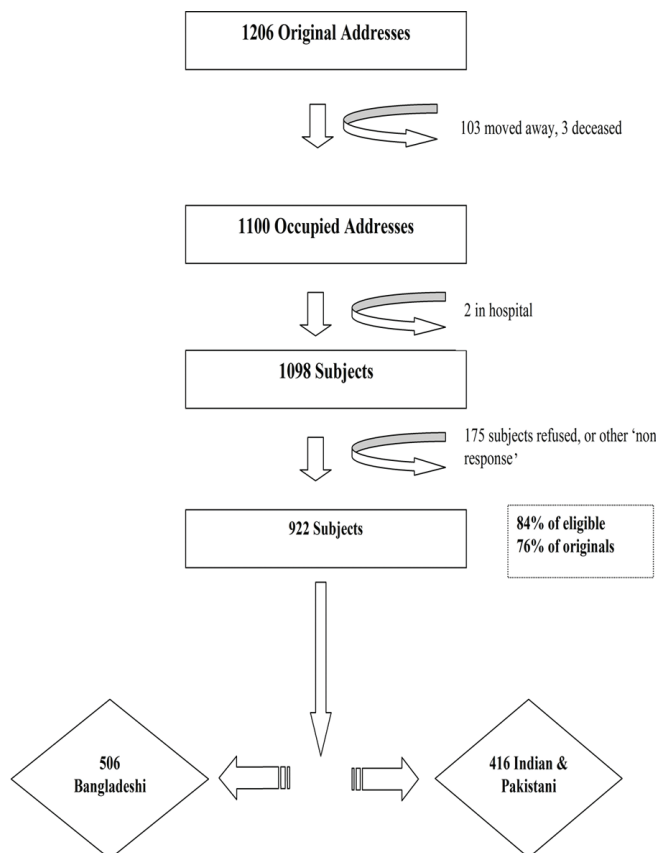 1206 Original Addresses
103 moved away, 3 deceased
1100 Occupied Addresses
2 in hospital
1098 Subjects
175 subjects refused, or other ‘non
response’
922 Subjects
84% of eligible
76% of originals
506
Bangladeshi
416 Indian &
Pakistani